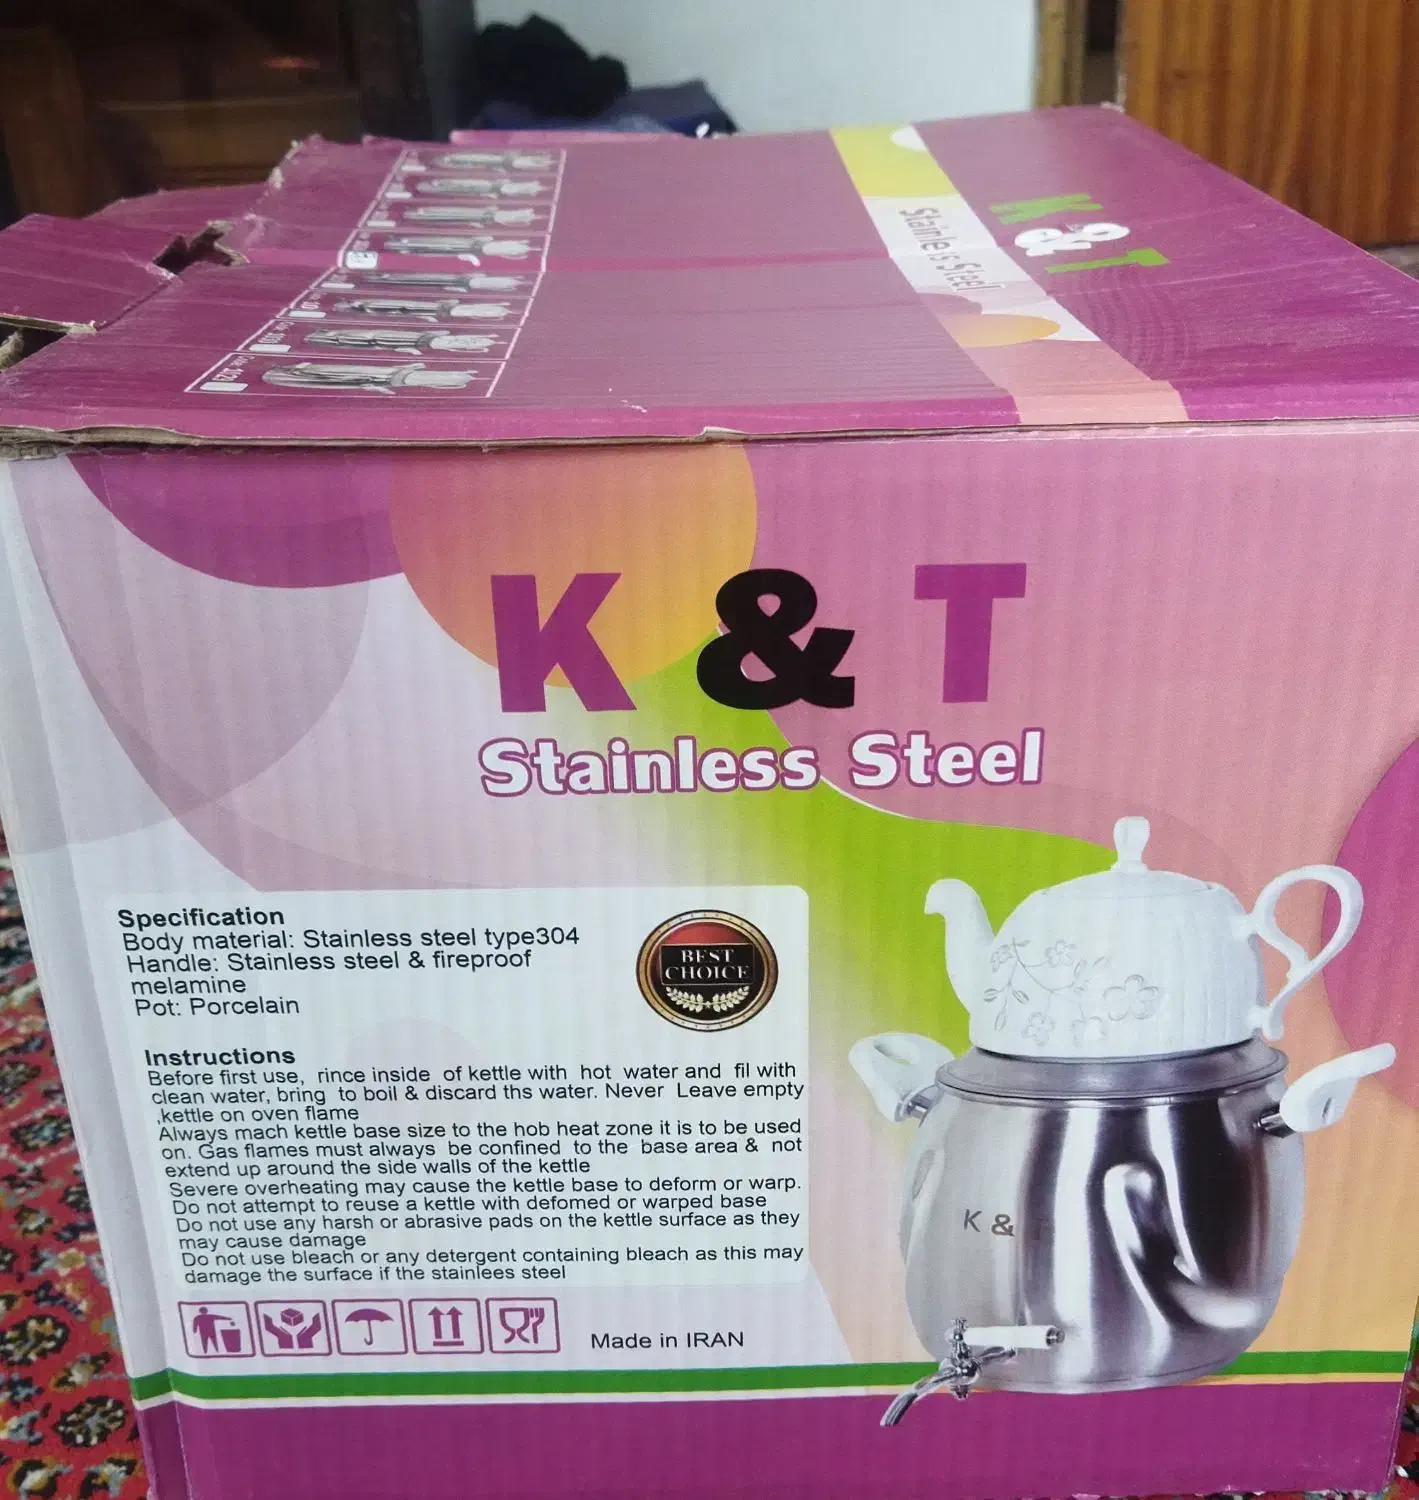 K & T
Stainless Steel
K & T
Stainless Steel
Specification
Body material: Stainless steel type304
Handle: Stainless steel & fireproof
melamine
Pot: Porcelain
BEST
CHOICE
Instructions
Before first use, rince inside of kettle with hot water and fil with
clean water, bring to boil & discard ths water. Never Leave empty
,kettle on oven flame
Always mach kettle base size to the hob heat zone it is to be used
on. Gas flames must always be confined to the base area & not
extend up around the side walls of the kettle
Severe overheating may cause the kettle base to deform or warp.
Do not attempt to reuse a kettle with defomed or warped base
Do not use any harsh or abrasive pads on the kettle surface as they
may cause damage
Do not use bleach or any detergent containing bleach as this may
damage the surface if the stainlees steel
K &
Made in IRAN